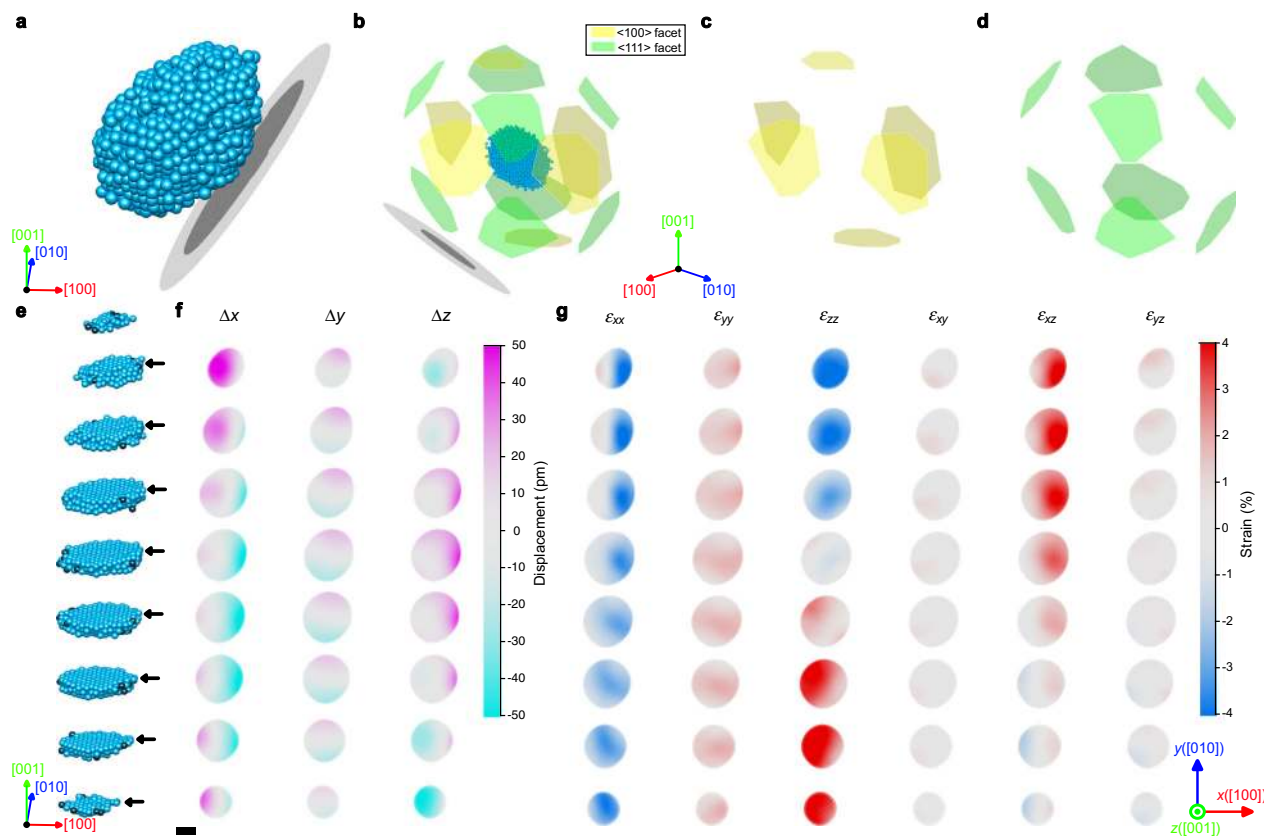 a
b
<100> facet
<111> facet
c
d
[001]
[010]
[100]
[001]
[100]
[010]
e
f
Δx
Δy
Δz
g
εxx
εyy
εzz
εxy
εxz
εyz
50
40
30
20
10
0
-10
-20
-30
-40
-50
Displacement (pm)
4
3
2
1
0
-1
-2
-3
-4
Strain (%)
[001]
[010]
[100]
y([010])
x([100])
z([001])